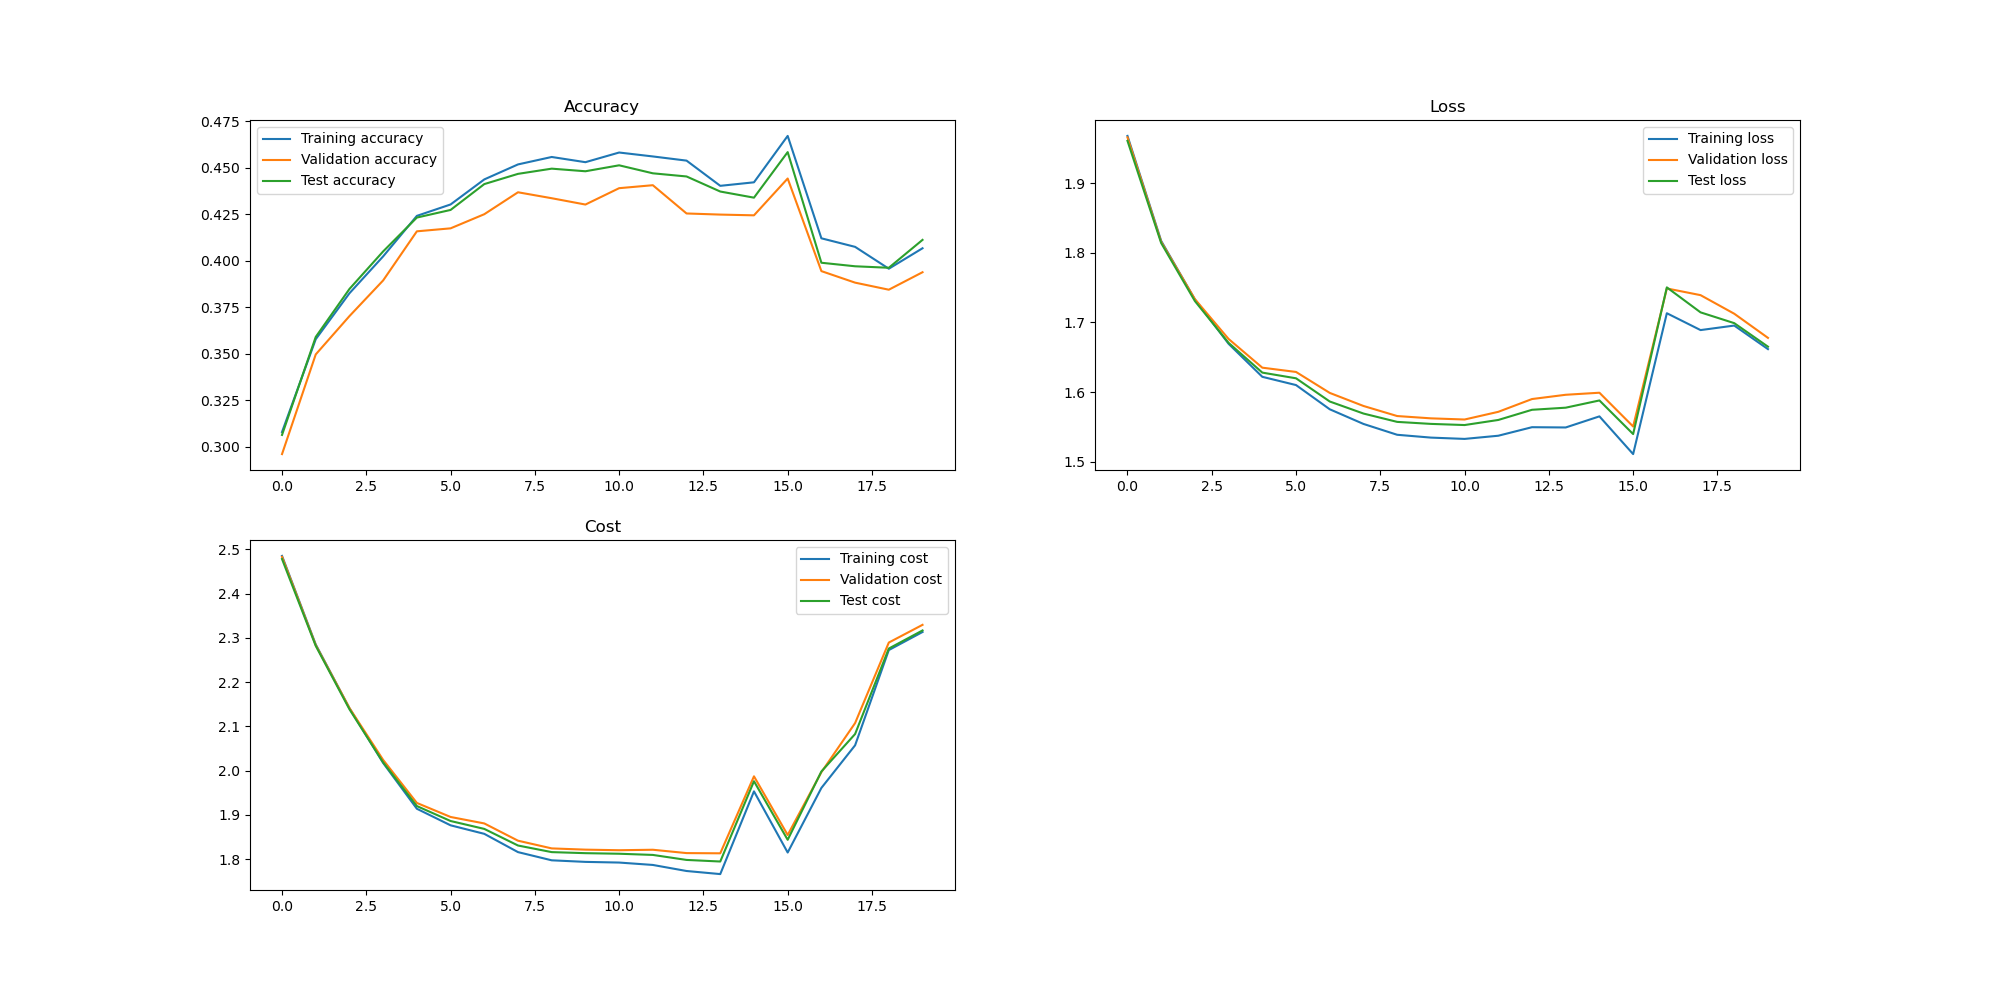 Accuracy
0.475
0.450
0.425
0.400
0.375
0.350
0.325
0.300
Training accuracy
Validation accuracy
Test accuracy
0.0 2.5 5.0 7.5 10.0 12.5 15.0 17.5
Loss
1.9
1.8
1.7
1.6
1.5
Training loss
Validation loss
Test loss
0.0 2.5 5.0 7.5 10.0 12.5 15.0 17.5
Cost
2.5
2.4
2.3
2.2
2.1
2.0
1.9
1.8
Training cost
Validation cost
Test cost
0.0 2.5 5.0 7.5 10.0 12.5 15.0 17.5